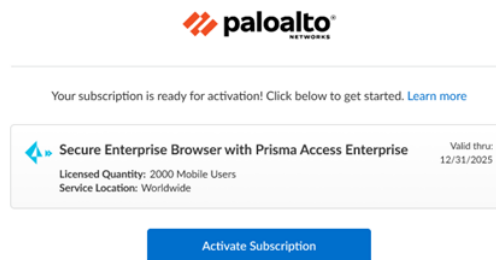 paloalto®
NETWORKS
Your subscription is ready for activation! Click below to get started. Learn more
Secure Enterprise Browser with Prisma Access Enterprise
Valid thru:
12/31/2025
Licensed Quantity: 2000 Mobile Users
Service Location: Worldwide
Activate Subscription